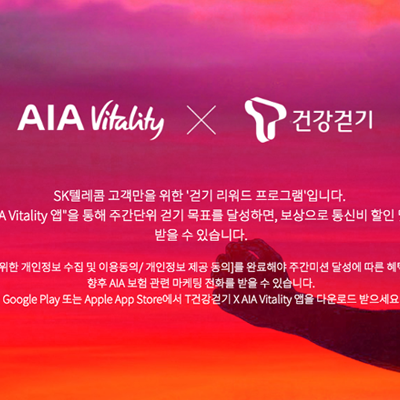 AIA Vitality × T 건강걷기
SK텔레콤 고객만을 위한 '걷기 리워드 프로그램'입니다.
A Vitality 앱"을 통해 주간단위 걷기 목표를 달성하면, 보상으로 통신비 할인
받을 수 있습니다.
위한 개인정보 수집 및 이용동의/ 개인정보 제공 동의]를 완료해야 주간미션 달성에 따른 혜
향후 AIA 보험 관련 마케팅 전화를 받을 수 있습니다.
Google Play 또는 Apple App Store에서 T건강걷기 X AIA Vitality 앱을 다운로드 받으세요